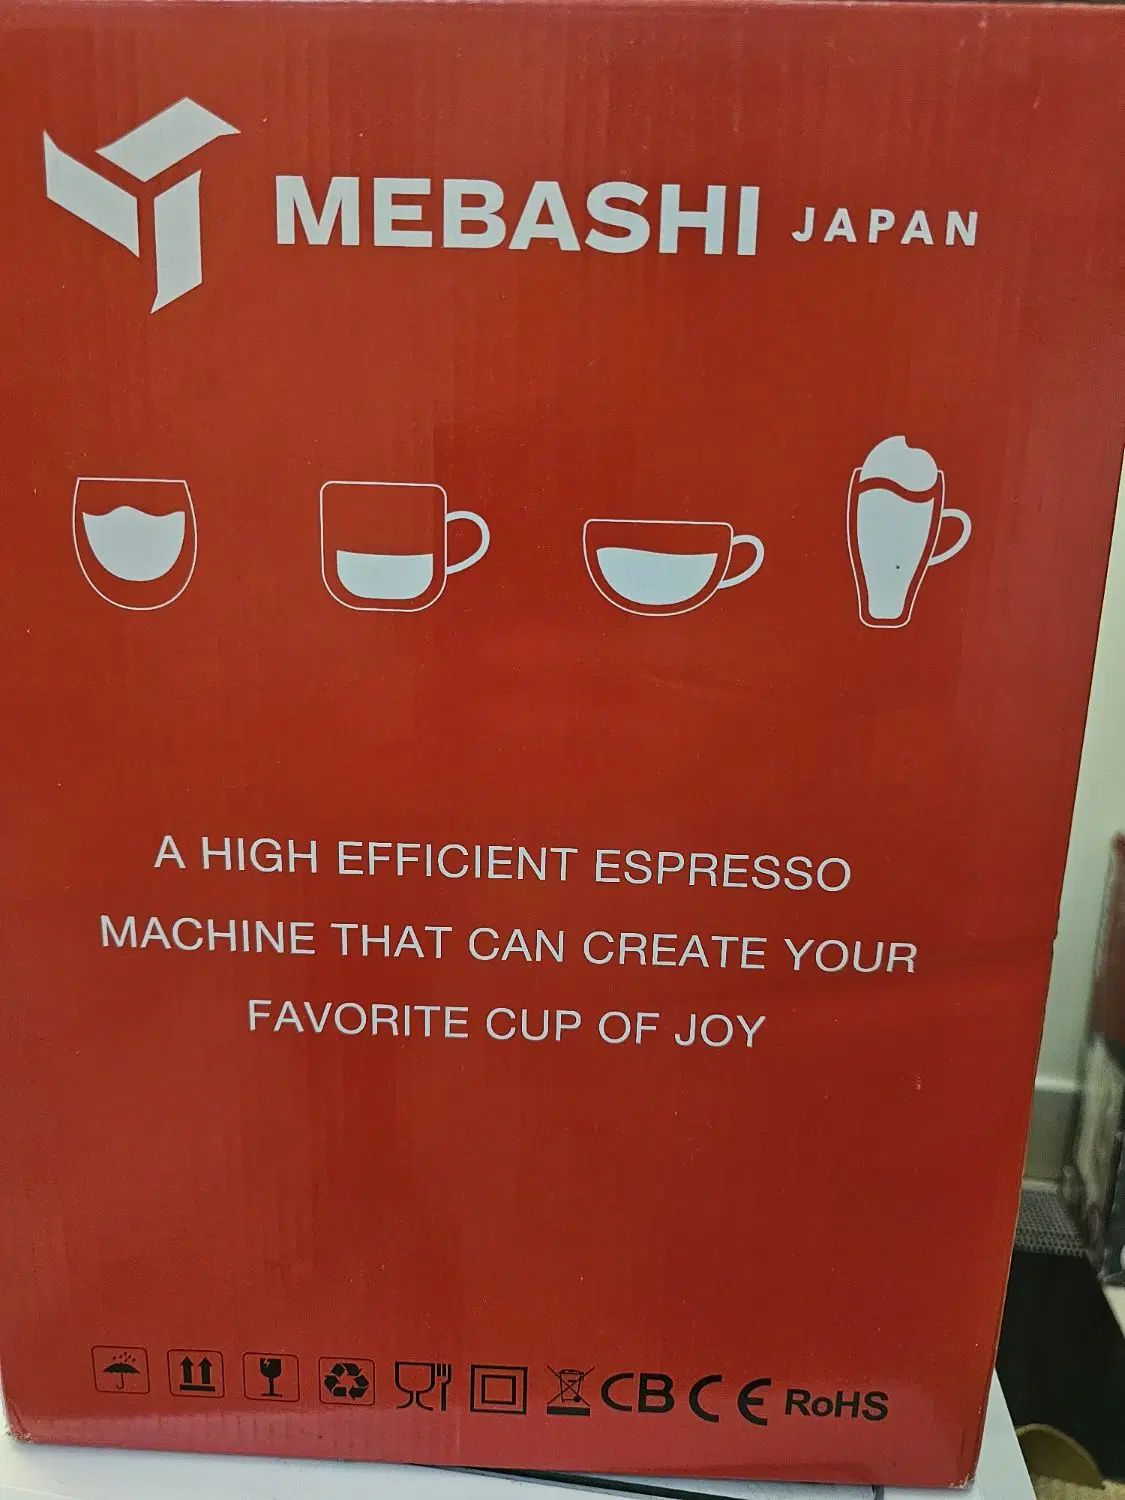 MEBASHI JAPAN
A HIGH EFFICIENT ESPRESSO
MACHINE THAT CAN CREATE YOUR
FAVORITE CUP OF JOY
CB CE RoHS